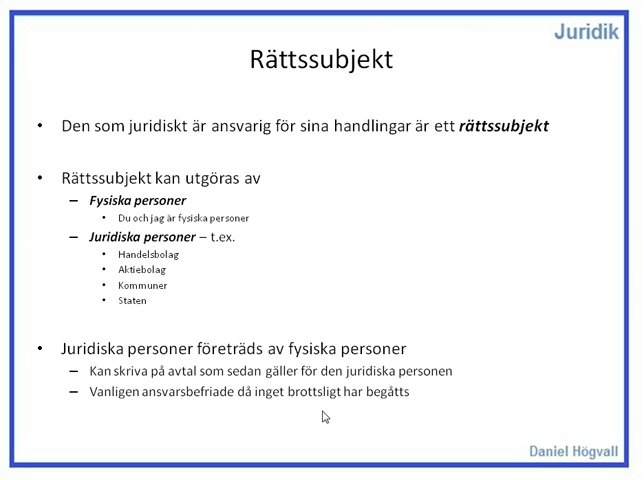 Juridik
Rättssubjekt
• Den som juridiskt är ansvarig för sina handlingar är ett rättssubjekt
• Rättssubjekt kan utgöras av
– Fysiska personer
• Du och jag är fysiska personer
– Juridiska personer – t.ex.
• Handelsbolag
• Aktiebolag
• Kommuner
• Staten
• Juridiska personer företräds av fysiska personer
– Kan skriva på avtal som sedan gäller för den juridiska personen
– Vanligen ansvarsbefriade då inget brottsligt har begåtts
Daniel Högvall